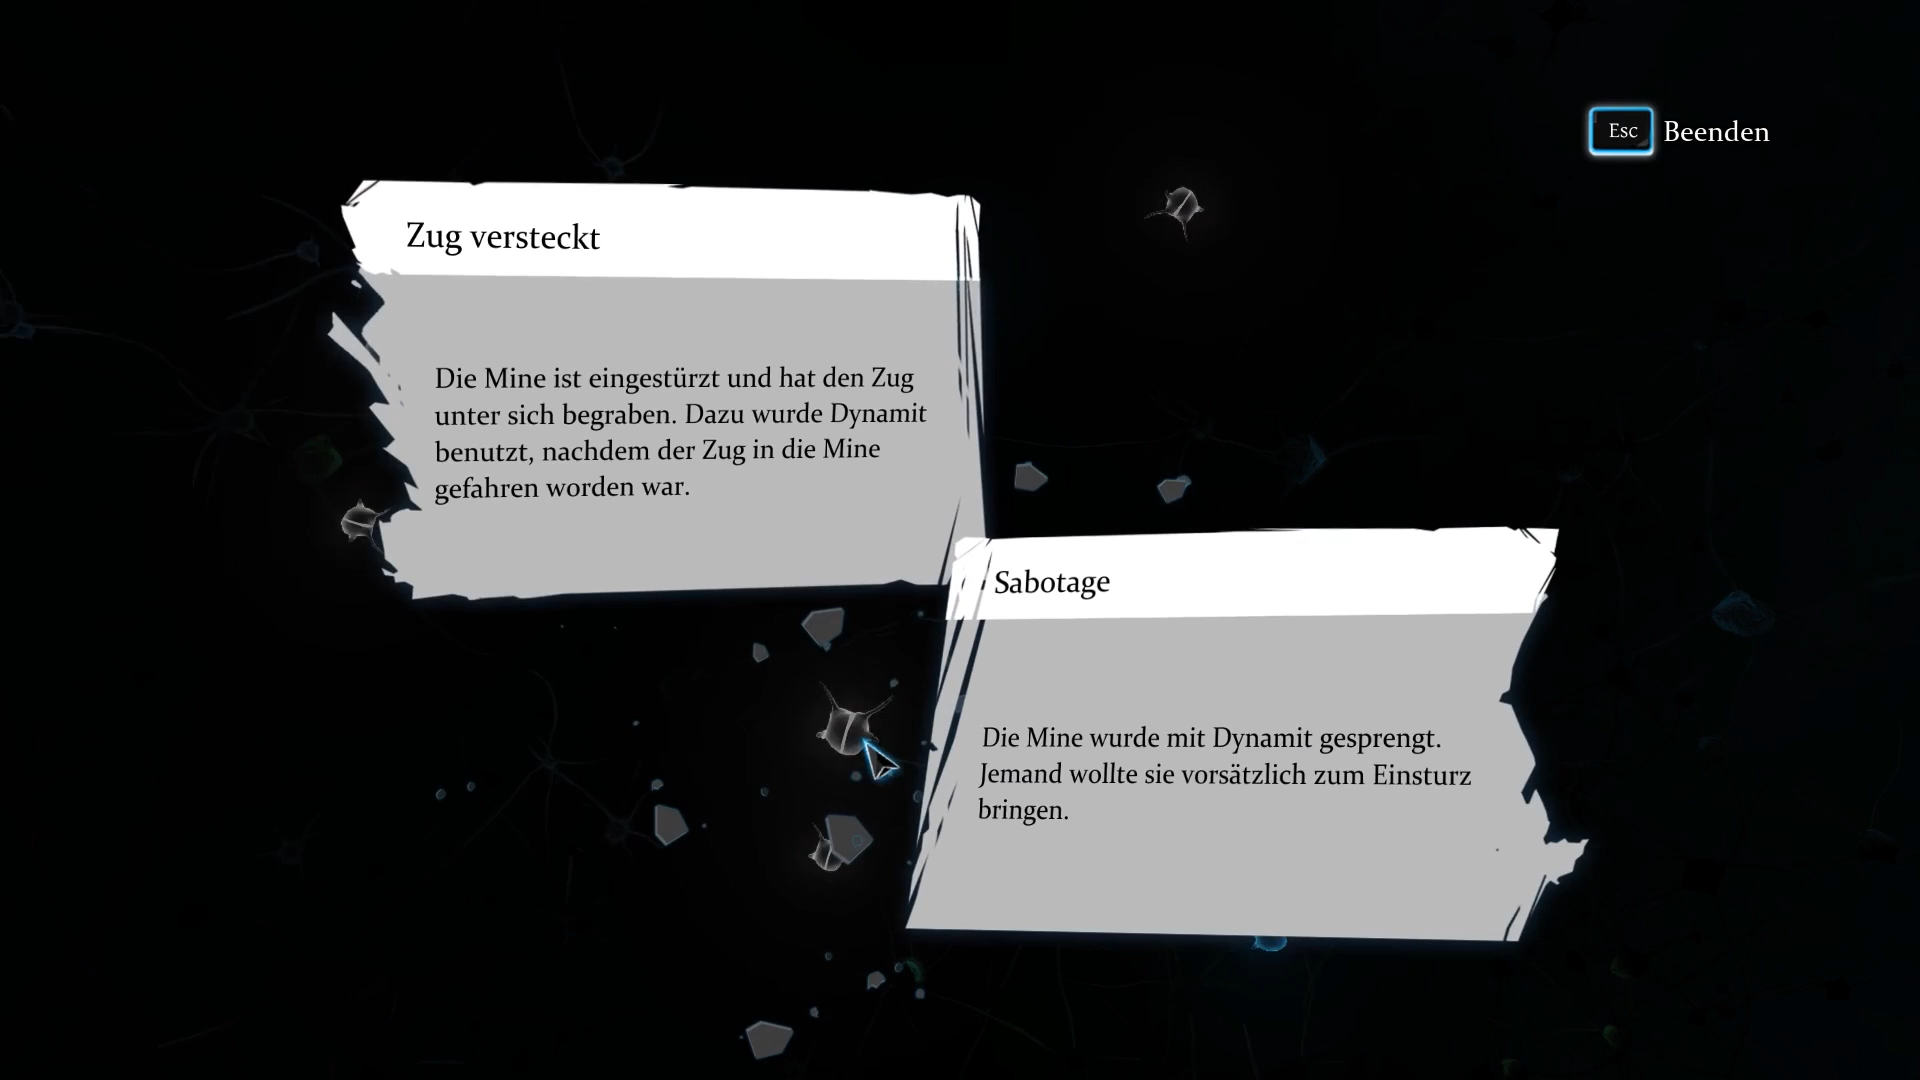 Esc Beenden
Zug versteckt
Die Mine ist eingestürzt und hat den Zug
unter sich begraben. Dazu wurde Dynamit
benutzt, nachdem der Zug in die Mine
gefahren worden war.
Sabotage
Die Mine wurde mit Dynamit gesprengt.
Jemand wollte sie vorsätzlich zum Einsturz
bringen.